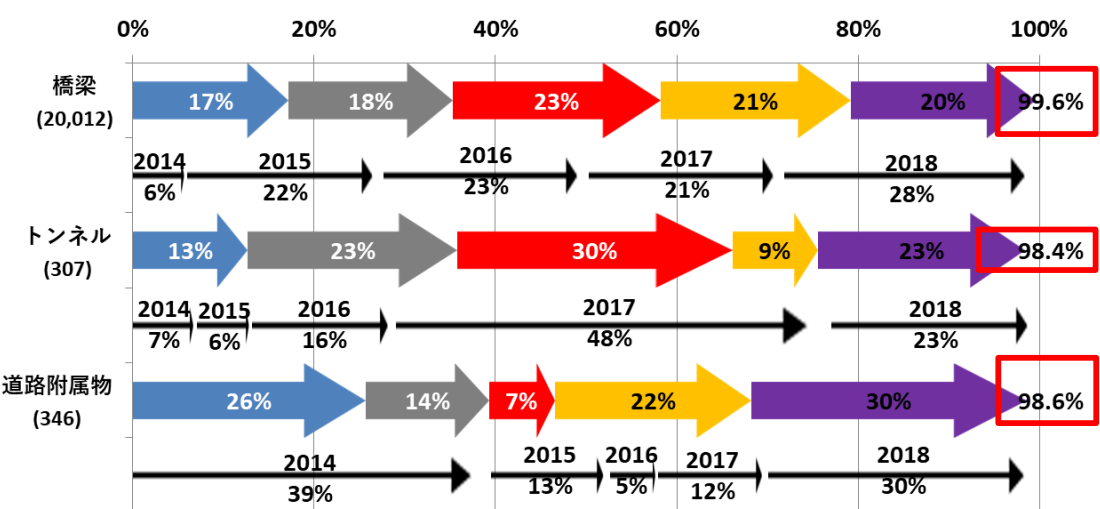 0% 20% 40% 60% 80% 100%
橋梁
(20,012)
17% 18% 23% 21% 20% 99.6%
2014 2015 2016 2017 2018
6% 22% 23% 21% 28%
トンネル
(307)
13% 23% 30% 9% 23% 98.4%
2014 2015 2016 2017 2018
7% 6% 16% 48% 23%
道路附属物
(346)
26% 14% 7% 22% 30% 98.6%
2014 2015 2016 2017 2018
39% 13% 5% 12% 30%